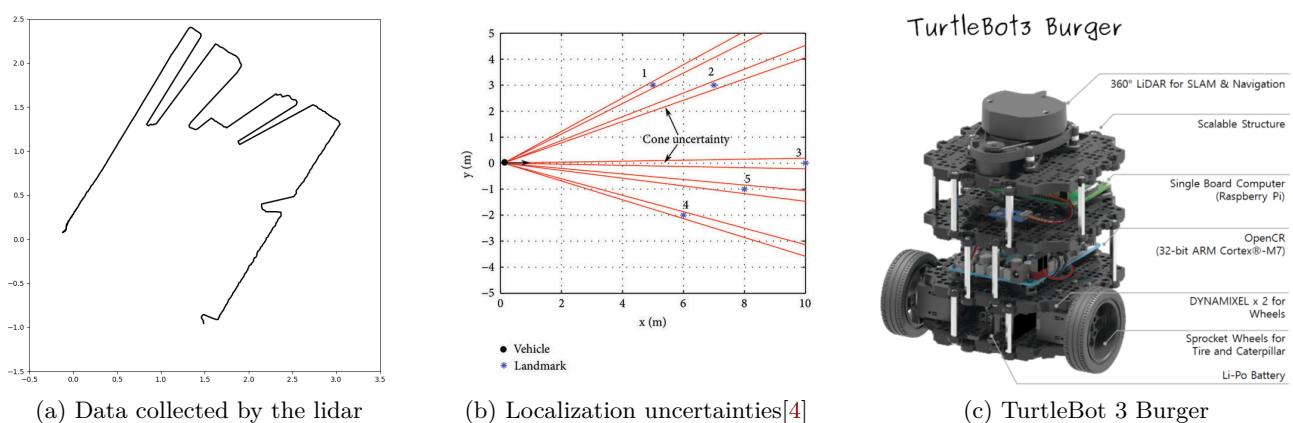 TurtleBot3 Burger
2.5
2.0
1.5
1.0
0.5
0.0
−0.5
−1.0
−1.5
−0.5
0.0
0.5
1.0
1.5
2.0
2.5
3.0
3.5
(a) Data collected by the lidar
5
4
3
2
1
0
−1
−2
−3
−4
−5
y (m)
1
2
3
5
4
Cone uncertainty
0
2
4
6
8
10
x (m)
Vehicle
Landmark
(b) Localization uncertainties[4]
360° LiDAR for SLAM & Navigation
Scalable Structure
Single Board Computer
(Raspberry Pi)
OpenCR
(32-bit ARM Cortex®-M7)
DYNAMIXEL x 2 for
Wheels
Sprocket Wheels for
Tire and Caterpillar
Li-Po Battery
(c) TurtleBot 3 Burger